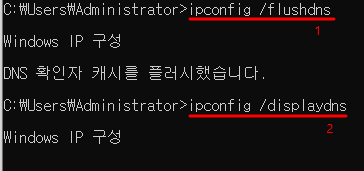 C:₩Users₩Administrator>ipconfig /flushdns
1
Windows IP 구성
DNS 확인자 캐시를 플러시했습니다.
C:₩Users₩Administrator>ipconfig /displaydns
2
Windows IP 구성